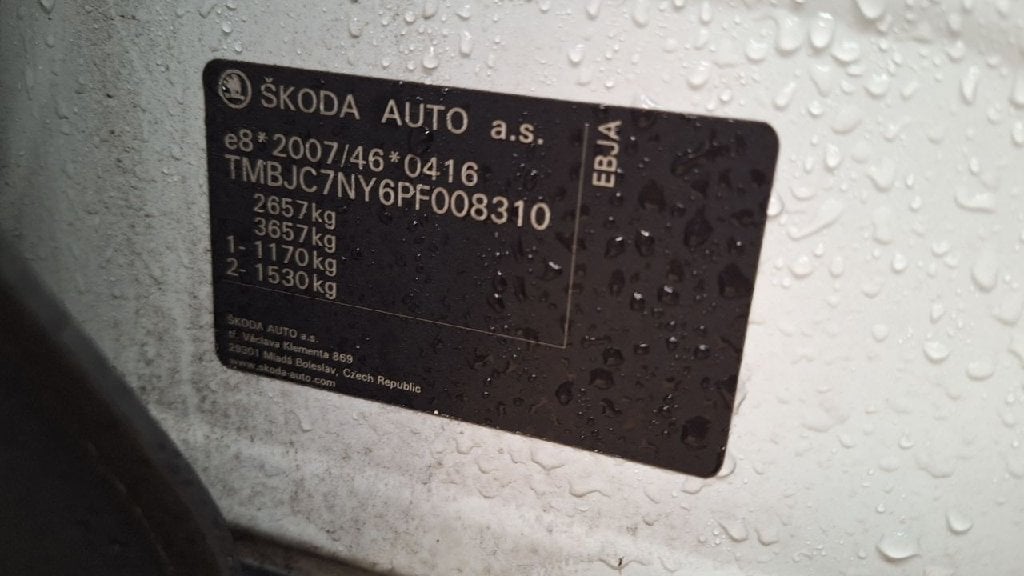 ŠKODA AUTO a.s.
e8*2007/46*0416
TMBJC7NY6PF008310
2657kg
3657kg
1- 1170kg
2- 1530kg
EBJA
ŠKODA AUTO a.s.
tř. Václava Klementa 869
29301 Mladá Boleslav, Czech Republic
www.skoda-auto.com